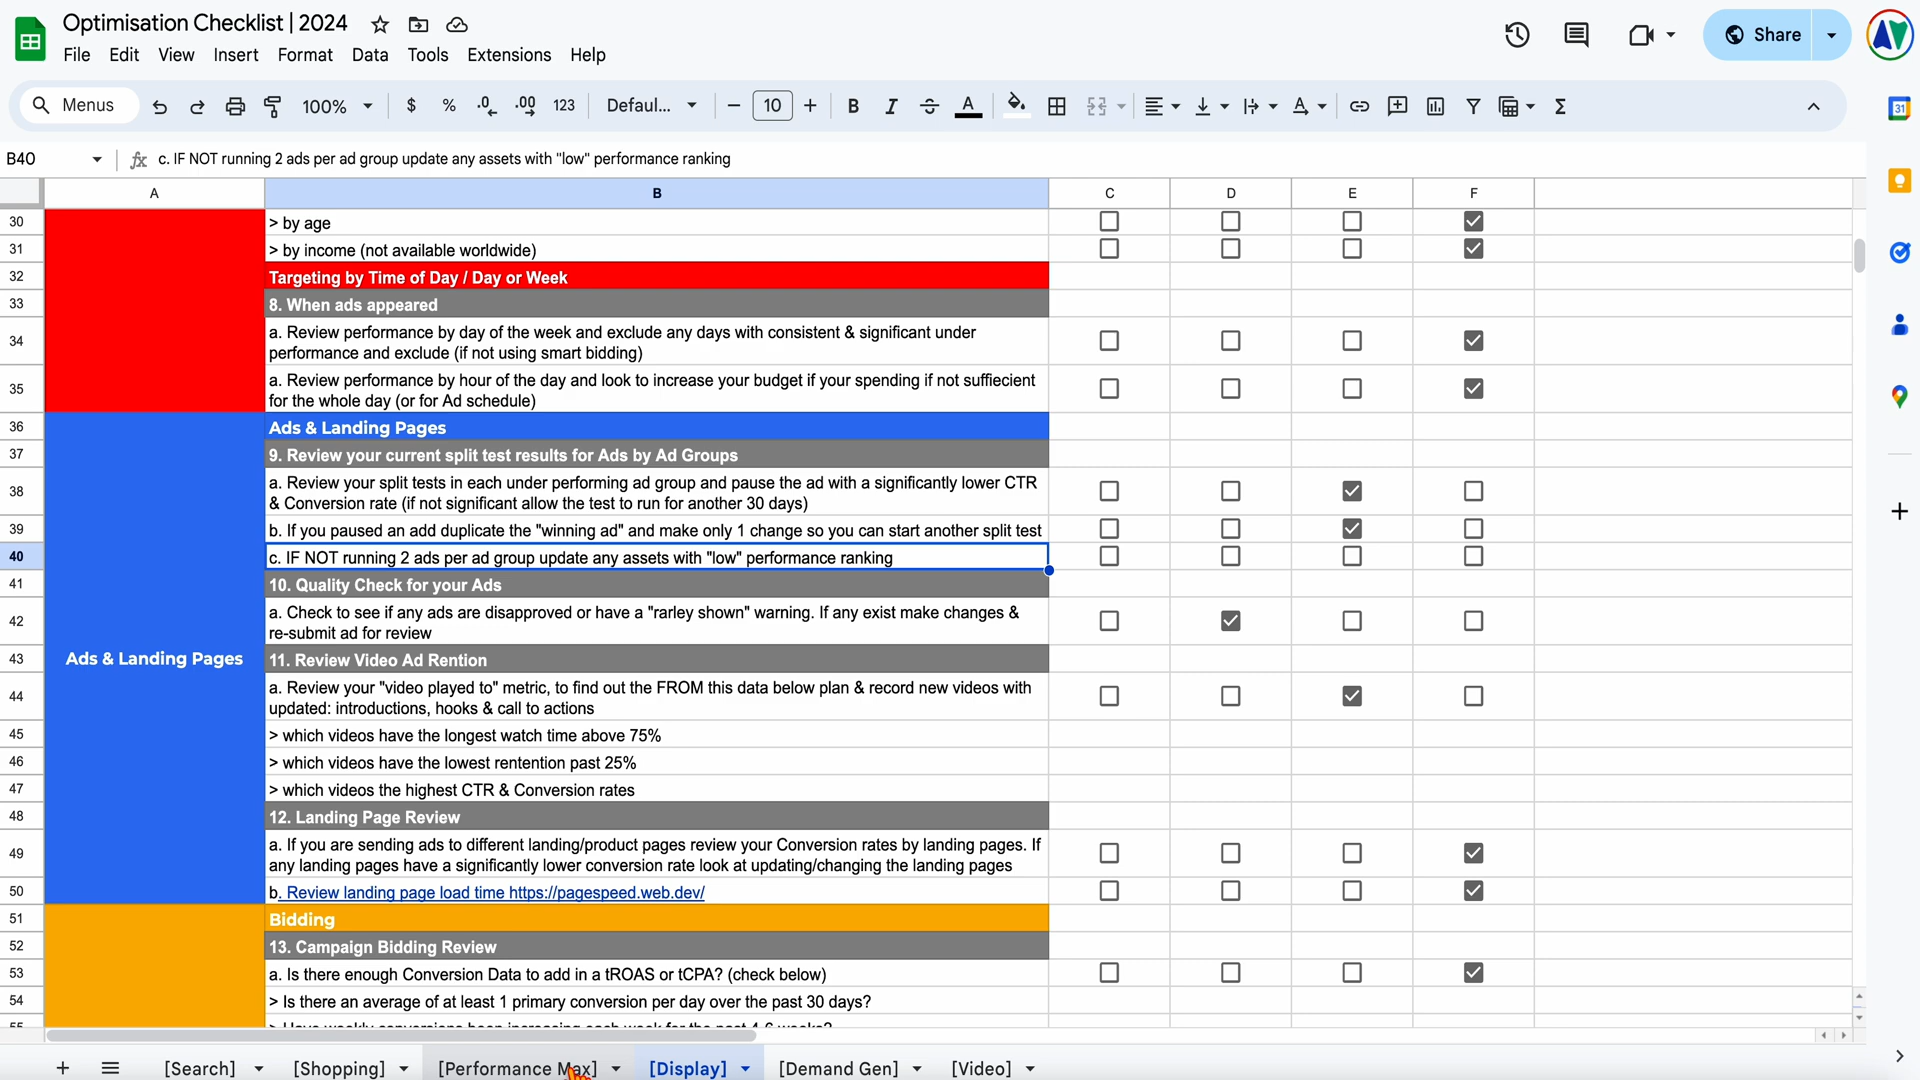 Optimisation Checklist | 2024
File Edit View Insert Format Data Tools Extensions Help
Share
Menus 100% $ % .0 .00 123 Defaul... 10 B I A
31
B40 fx c. IF NOT running 2 ads per ad group update any assets with "low" performance ranking
A B C D E F
30 > by age
31 > by income (not available worldwide)
32 Targeting by Time of Day / Day or Week
33 8. When ads appeared
34 a. Review performance by day of the week and exclude any days with consistent & significant under
performance and exclude (if not using smart bidding)
35 a. Review performance by hour of the day and look to increase your budget if your spending if not suffiecient
for the whole day (or for Ad schedule)
36 Ads & Landing Pages
37 9. Review your current split test results for Ads by Ad Groups
38 a. Review your split tests in each under performing ad group and pause the ad with a significantly lower CTR
& Conversion rate (if not significant allow the test to run for another 30 days)
39 b. If you paused an add duplicate the "winning ad" and make only 1 change so you can start another split test
40 c. IF NOT running 2 ads per ad group update any assets with "low" performance ranking
41 10. Quality Check for your Ads
42 a. Check to see if any ads are disapproved or have a "rarley shown" warning. If any exist make changes &
re-submit ad for review
43 Ads & Landing Pages 11. Review Video Ad Rention
44 a. Review your "video played to" metric, to find out the FROM this data below plan & record new videos with
updated: introductions, hooks & call to actions
45 > which videos have the longest watch time above 75%
46 > which videos have the lowest rentention past 25%
47 > which videos the highest CTR & Conversion rates
48 12. Landing Page Review
49 a. If you are sending ads to different landing/product pages review your Conversion rates by landing pages. If
any landing pages have a significantly lower conversion rate look at updating/changing the landing pages
50 b. Review landing page load time https://pagespeed.web.dev/
51 Bidding
52 13. Campaign Bidding Review
53 a. Is there enough Conversion Data to add in a tROAS or tCPA? (check below)
54 > Is there an average of at least 1 primary conversion per day over the past 30 days?
55 > Have weekly conversions been increasing each week for the past 4-6 weeks?
[Search] [Shopping] [Performance Max] [Display] [Demand Gen] [Video]